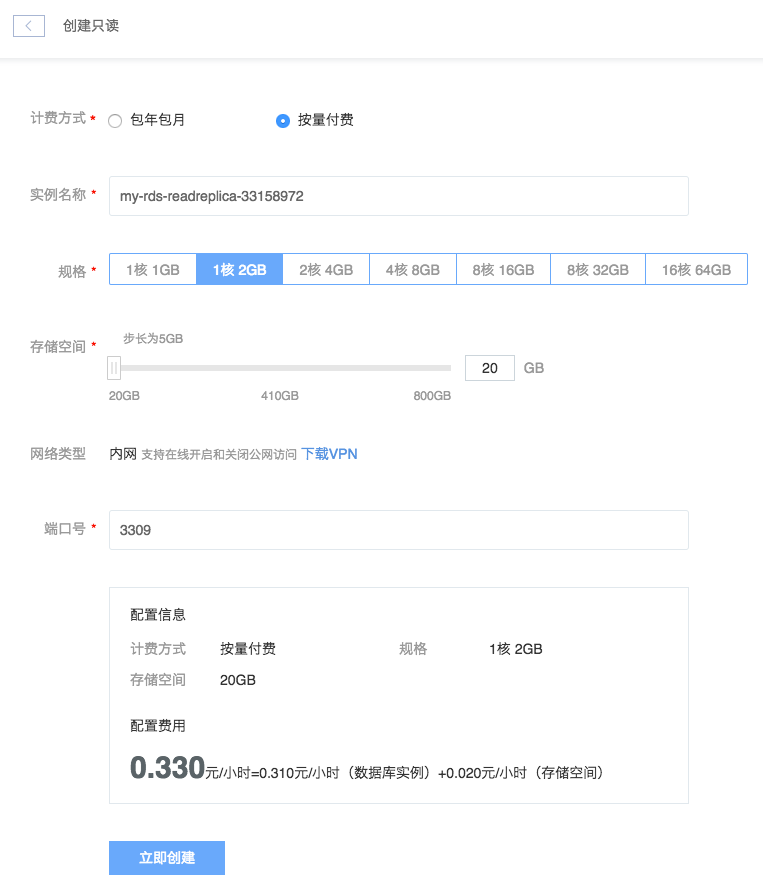 创建只读
计费方式 * 包年包月 按量付费
实例名称 * my-rds-readreplica-33158972
规格 * 1核 1GB 1核 2GB 2核 4GB 4核 8GB 8核 16GB 8核 32GB 16核 64GB
步长为5GB
存储空间 * 20 GB
20GB 410GB 800GB
网络类型 内网 支持在线开启和关闭公网访问 下载VPN
端口号 * 3309
配置信息
计费方式 按量付费 规格 1核 2GB
存储空间 20GB
配置费用
0.330元/小时=0.310元/小时（数据库实例）+0.020元/小时（存储空间）
立即创建